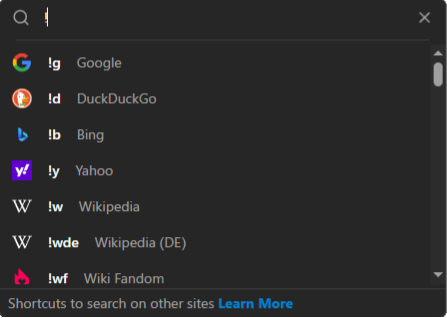 !
!g Google
!d DuckDuckGo
!b Bing
!y Yahoo
!w Wikipedia
!wde Wikipedia (DE)
!wf Wiki Fandom
Shortcuts to search on other sites Learn More